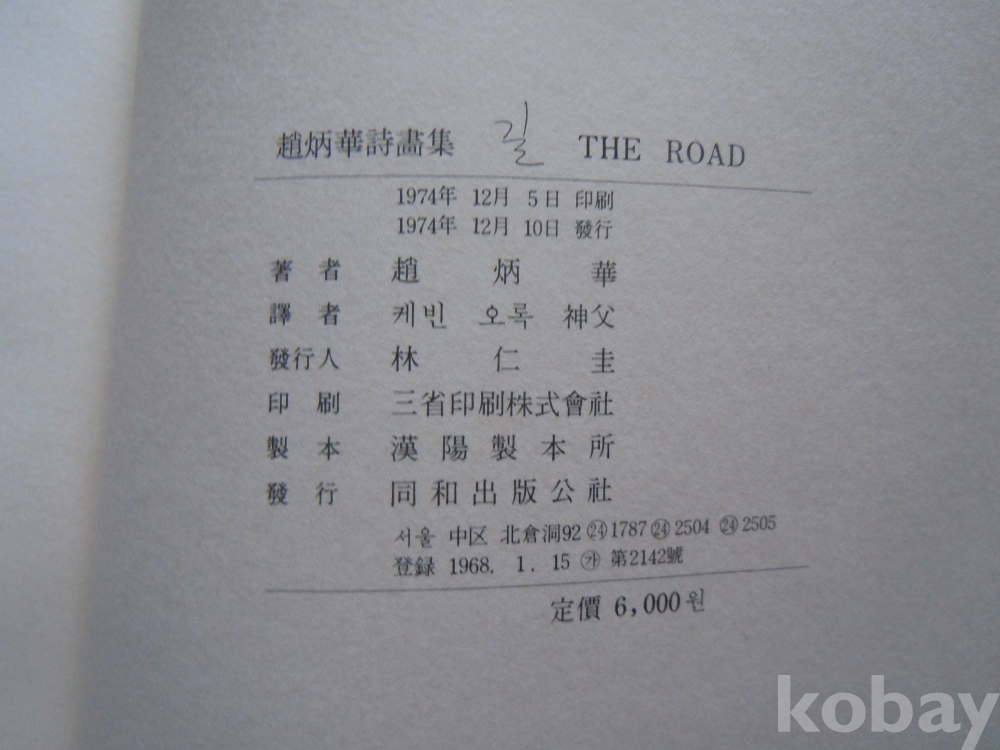 趙炳華詩畵集 길 THE ROAD
1974年 12月 5日 印刷
1974年 12月 10日 發行
著者 趙炳華
譯者 케빈 오록 神父
發行人 林仁圭
印刷 三省印刷株式會社
製本 漢陽製本所
發行 同和出版公社
서울 中区 北倉洞92 ㉔1787 ㉔2504 ㉔2505
登録 1968. 1. 15 ㉮ 第2142號
定價 6,000원
kobay